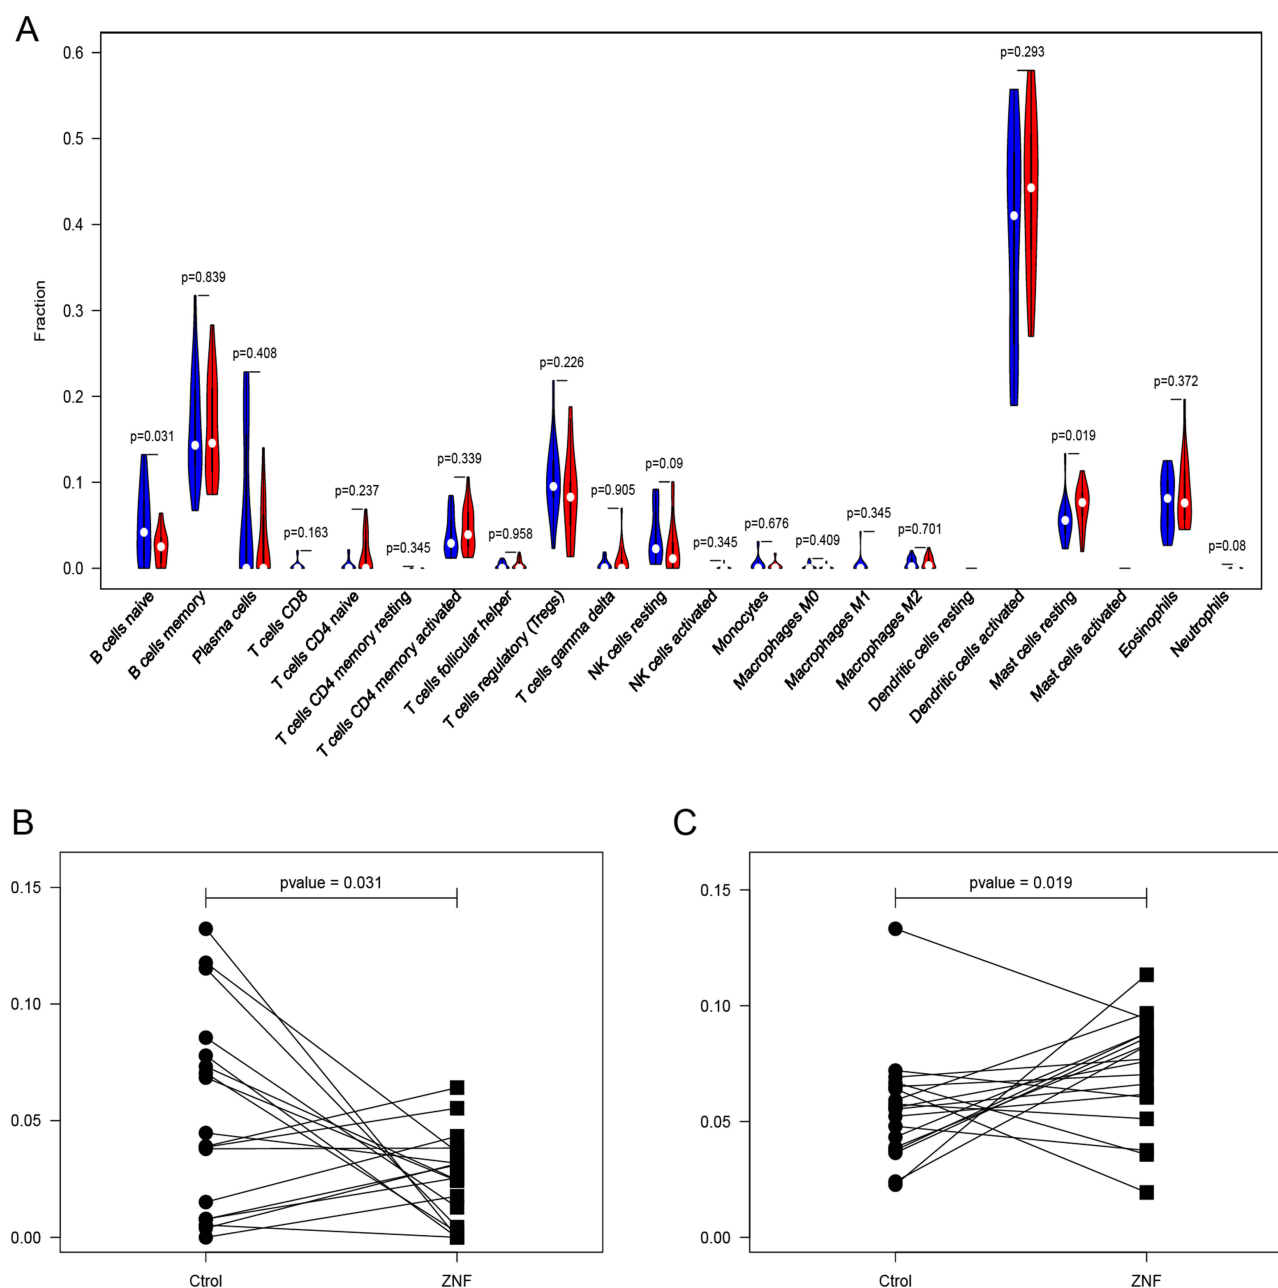 A
0.6
0.5
0.4
0.3
0.2
0.1
0.0
Fraction
p=0.031
p=0.839
p=0.408
p=0.163
p=0.237
p=0.345
p=0.339
p=0.958
p=0.226
p=0.905
p=0.09
p=0.345
p=0.676
p=0.409
p=0.345
p=0.701
p=0.293
p=0.019
p=0.372
p=0.08
B cells naive
B cells memory
Plasma cells
T cells CD8
T cells CD4 naive
T cells CD4 memory resting
T cells CD4 memory activated
T cells follicular helper
T cells regulatory (Tregs)
T cells gamma delta
NK cells resting
NK cells activated
Monocytes
Macrophages M0
Macrophages M1
Macrophages M2
Dendritic cells resting
Dendritic cells activated
Mast cells resting
Mast cells activated
Eosinophils
Neutrophils
B
pvalue = 0.031
0.15
0.10
0.05
0.00
Ctrol
ZNF
C
pvalue = 0.019
0.15
0.10
0.05
0.00
Ctrol
ZNF